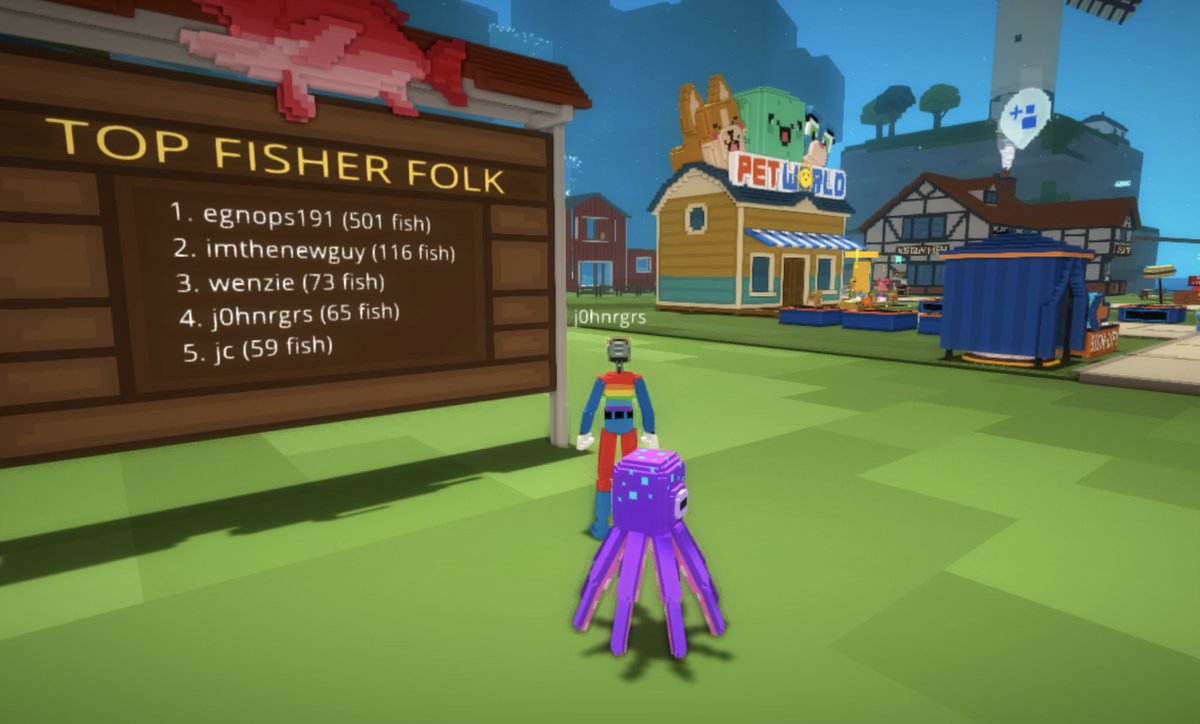 TOP FISHER FOLK
1. egnops191 (501 fish)
2. imthenewguy (116 fish)
3. wenzie (73 fish)
4. j0hnrgrs (65 fish)
5. jc (59 fish)
PET WORLD
j0hnrgrs